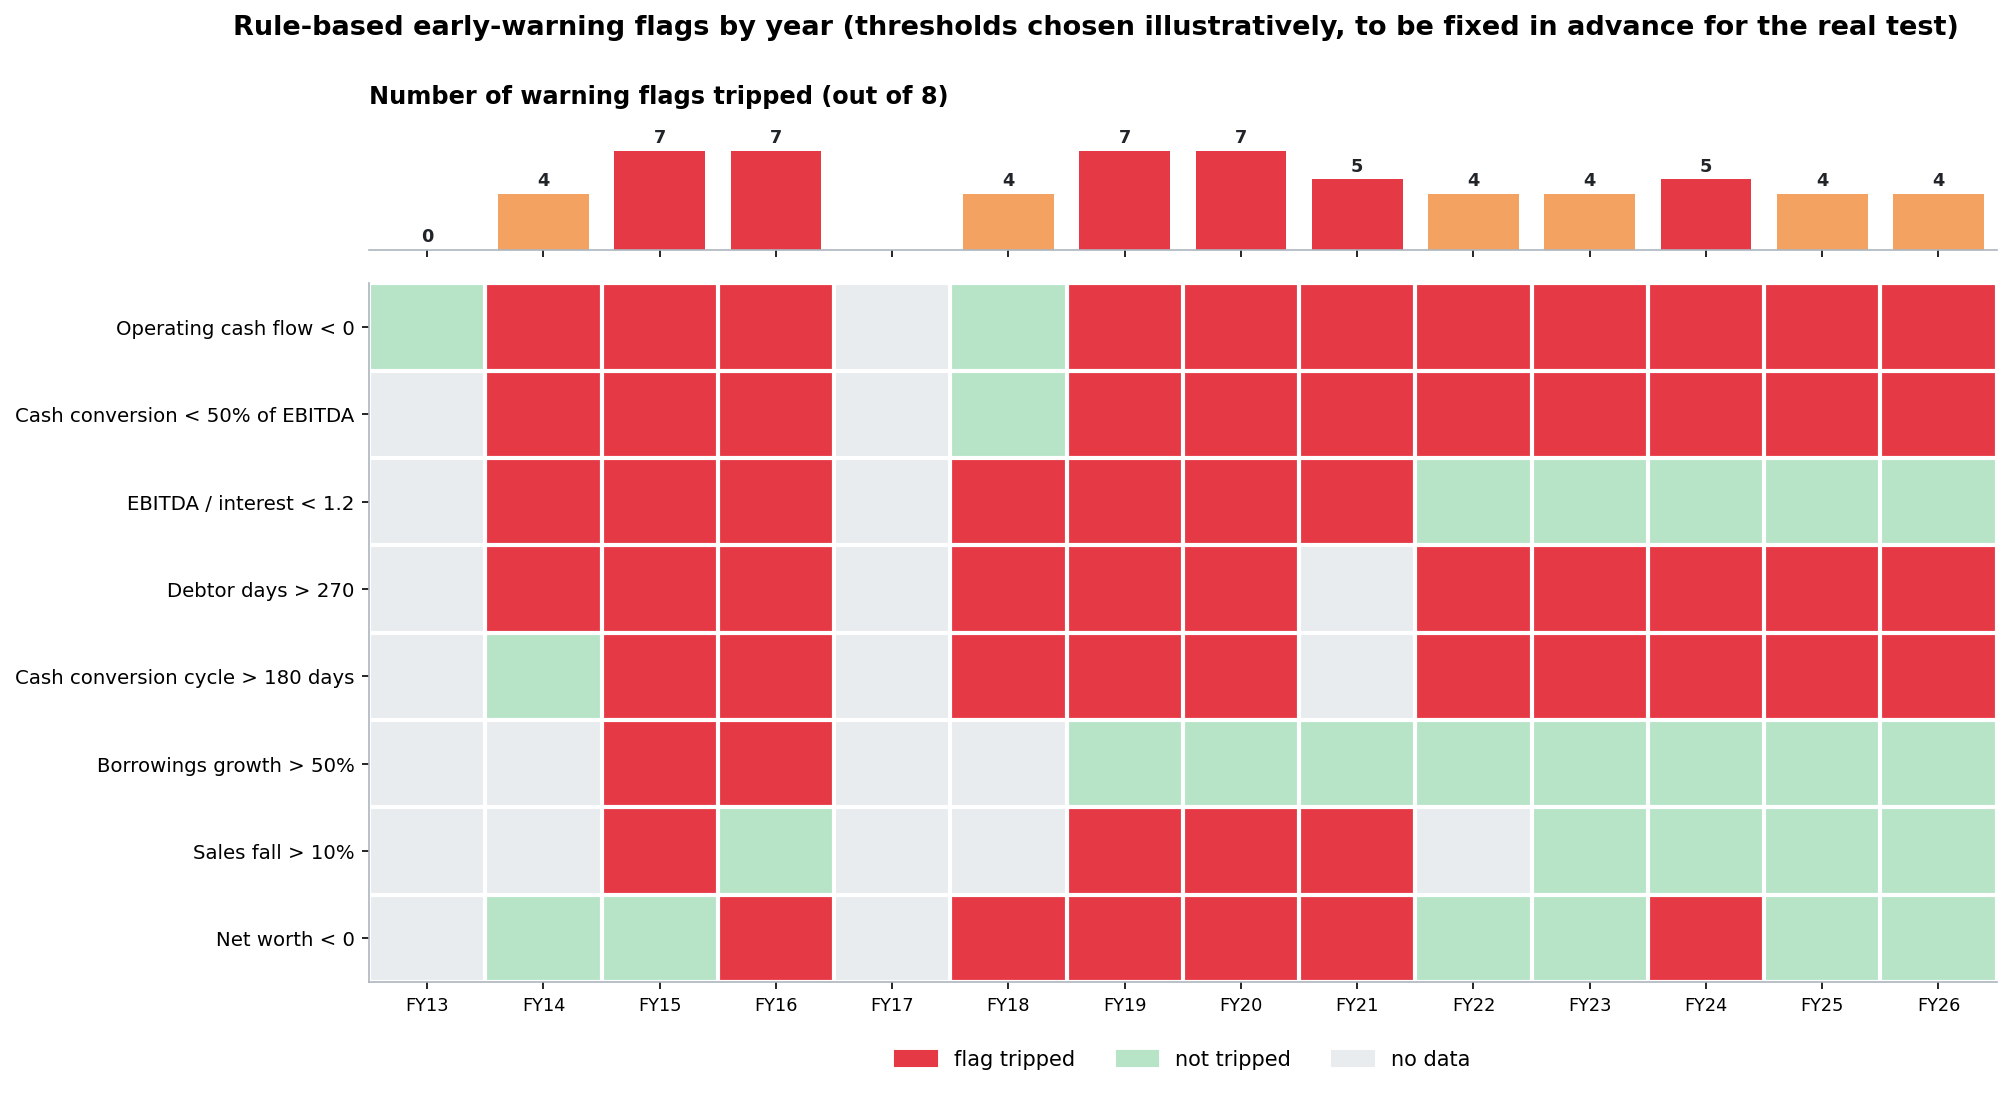 Rule-based early-warning flags by year (thresholds chosen illustratively, to be fixed in advance for the real test)
Number of warning flags tripped (out of 8)
0 4 7 7 4 7 7 5 4 4 5 4 4
Operating cash flow < 0
Cash conversion < 50% of EBITDA
EBITDA / interest < 1.2
Debtor days > 270
Cash conversion cycle > 180 days
Borrowings growth > 50%
Sales fall > 10%
Net worth < 0
FY13 FY14 FY15 FY16 FY17 FY18 FY19 FY20 FY21 FY22 FY23 FY24 FY25 FY26
flag tripped not tripped no data